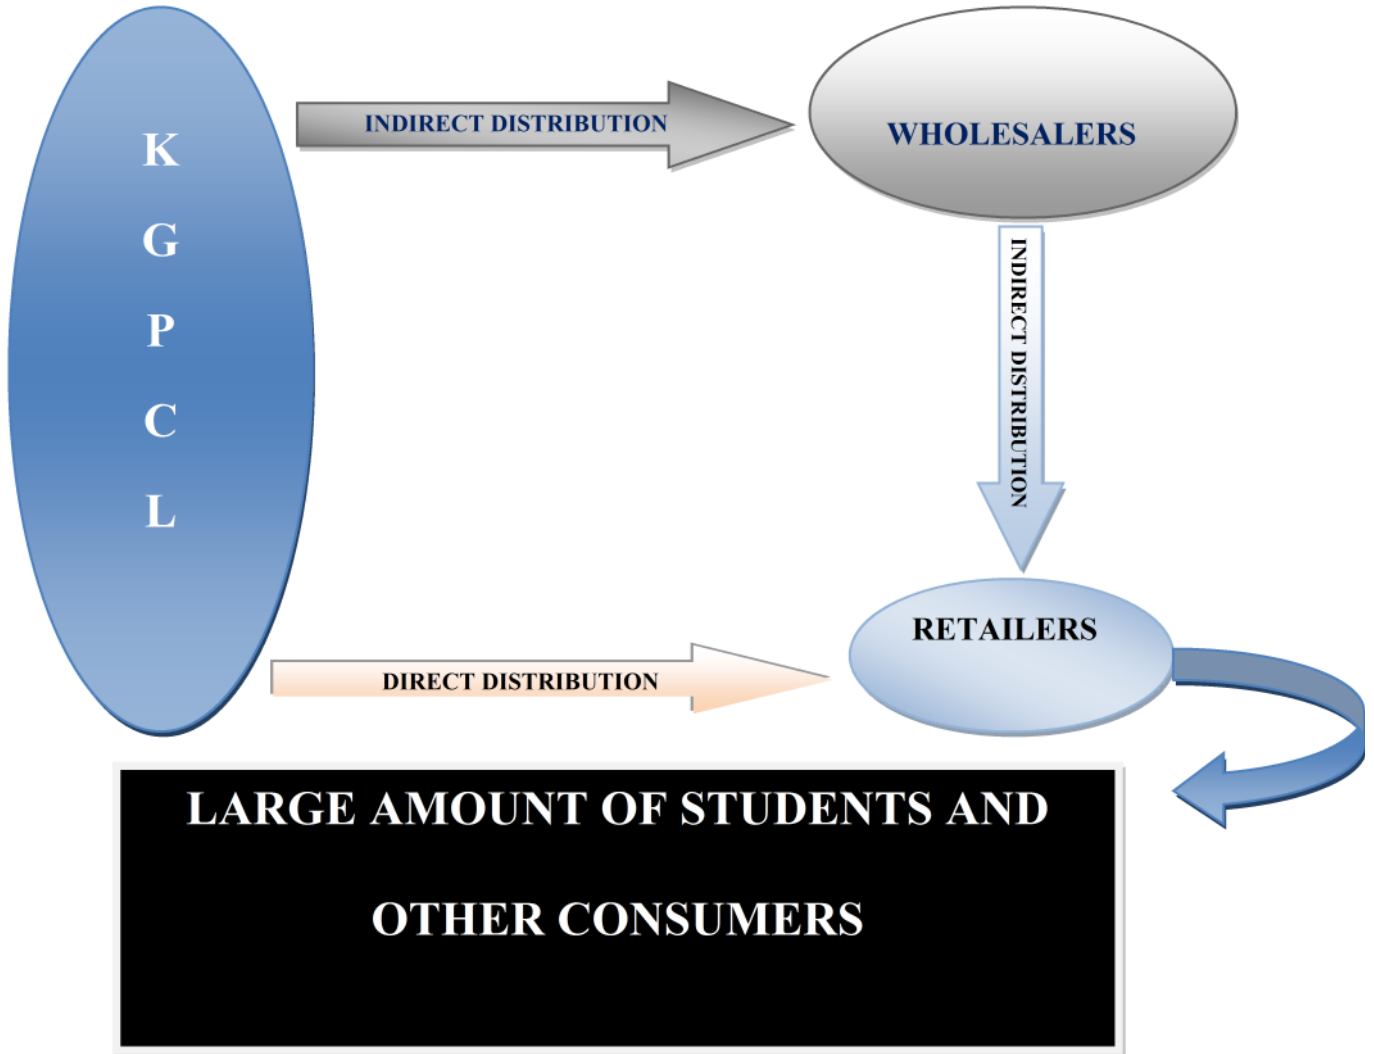 K
G
P
C
L
INDIRECT DISTRIBUTION
WHOLESALERS
INDIRECT DISTRIBUTION
RETAILERS
DIRECT DISTRIBUTION
LARGE AMOUNT OF STUDENTS AND
OTHER CONSUMERS